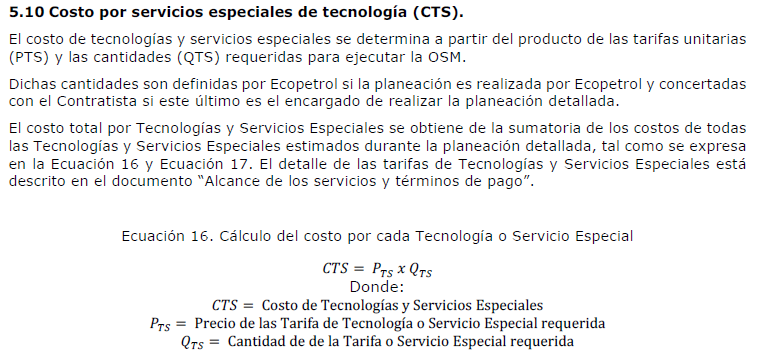 5.10 Costo por servicios especiales de tecnología (CTS).
El costo de tecnologías y servicios especiales se determina a partir del producto de las tarifas unitarias
(PTS) y las cantidades (QTS) requeridas para ejecutar la OSM.
Dichas cantidades son definidas por Ecopetrol si la planeación es realizada por Ecopetrol y concertadas
con el Contratista si este último es el encargado de realizar la planeación detallada.
El costo total por Tecnologías y Servicios Especiales se obtiene de la sumatoria de los costos de todas
las Tecnologías y Servicios Especiales estimados durante la planeación detallada, tal como se expresa
en la Ecuación 16 y Ecuación 17. El detalle de las tarifas de Tecnologías y Servicios Especiales está
descrito en el documento “Alcance de los servicios y términos de pago”.
Ecuación 16. Cálculo del costo por cada Tecnología o Servicio Especial
CTS = P_TS x Q_TS
Donde:
CTS = Costo de Tecnologías y Servicios Especiales
P_TS = Precio de las Tarifa de Tecnología o Servicio Especial requerida
Q_TS = Cantidad de de la Tarifa o Servicio Especial requerida